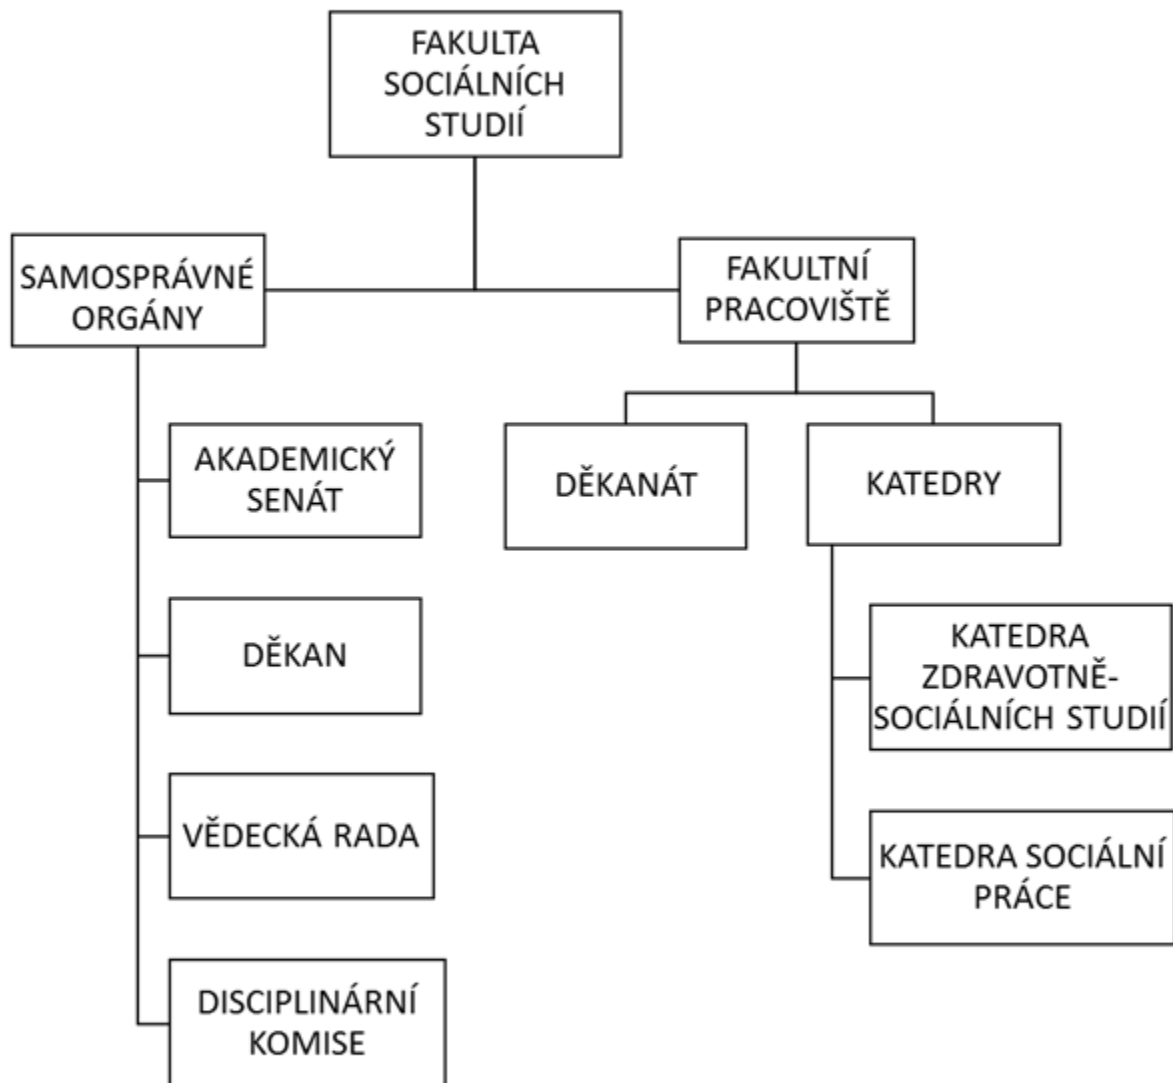 FAKULTA
SOCIÁLNÍCH
STUDIÍ
SAMOSPRÁVNÉ
ORGÁNY
FAKULTNÍ
PRACOVIŠTĚ
AKADEMICKÝ
SENÁT
DĚKANÁT
KATEDRY
DĚKAN
KATEDRA
ZDRAVOTNĚ-
SOCIÁLNÍCH STUDIÍ
VĚDECKÁ RADA
KATEDRA SOCIÁLNÍ
PRÁCE
DISCIPLINÁRNÍ
KOMISE